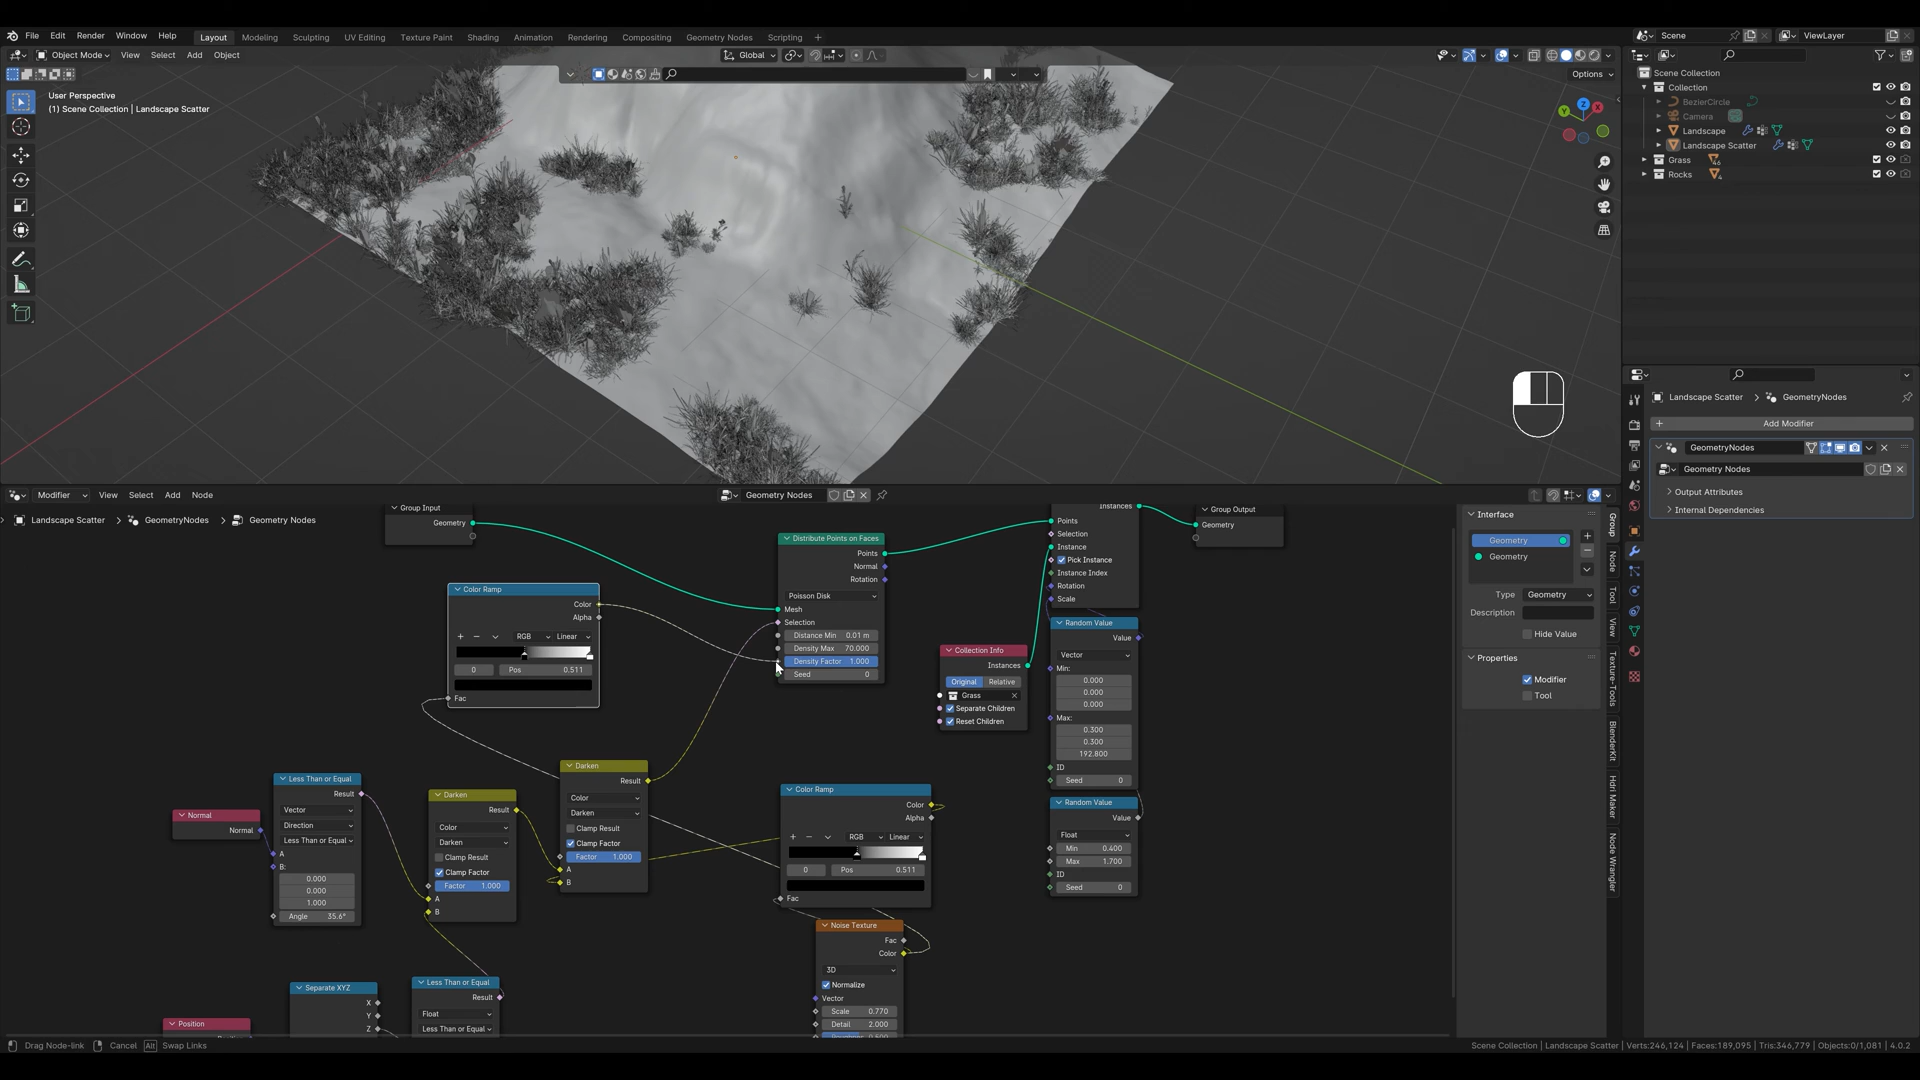 File Edit Render Window Help Layout Modeling Sculpting UV Editing Texture Paint Shading Animation Rendering Compositing Geometry Nodes Scripting + Scene ViewLayer
Object Mode View Select Add Object Global
Options
User Perspective
(1) Scene Collection | Landscape Scatter
Z
Y
X
Scene Collection
Collection
BezierCircle
Camera
Landscape
Landscape Scatter
Grass
Rocks
Landscape Scatter > GeometryNodes
+ Add Modifier
GeometryNodes
Geometry Nodes
Output Attributes
Internal Dependencies
Modifier View Select Add Node Geometry Nodes
Landscape Scatter > GeometryNodes > Geometry Nodes
Group Input
Geometry
Color Ramp
Color
Alpha
+ − RGB Linear
0 Pos 0.511
Fac
Distribute Points on Faces
Points
Normal
Rotation
Poisson Disk
Mesh
Selection
Distance Min 0.01 m
Density Max 70.000
Density Factor 1.000
Seed 0
Instances
Points
Selection
Instance
Pick Instance
Instance Index
Rotation
Scale
Group Output
Geometry
Collection Info
Instances
Original Relative
Grass
Separate Children
Reset Children
Random Value
Value
Vector
Min:
0.000
0.000
0.000
Max:
0.300
0.300
192.800
ID
Seed 0
Random Value
Value
Float
Min 0.400
Max 1.700
ID
Seed 0
Normal
Normal
Less Than or Equal
Result
Vector
Direction
Less Than or Equal
A
B:
0.000
0.000
1.000
Angle 35.6°
Darken
Result
Color
Darken
Clamp Result
Clamp Factor
Factor 1.000
A
B
Darken
Result
Color
Darken
Clamp Result
Clamp Factor
Factor 1.000
A
B
Color Ramp
Color
Alpha
+ − RGB Linear
0 Pos 0.511
Fac
Noise Texture
Fac
Color
3D
Normalize
Vector
Scale 0.770
Detail 2.000
Separate XYZ
X
Y
Z
Less Than or Equal
Result
Float
Less Than or Equal
Position
Interface
Geometry
Geometry
Type Geometry
Description
Hide Value
Properties
Modifier
Tool
Group
Node
Tool
View
Texture-Tools
BlenderKit
Hdri Maker
Node Wrangler
Drag Node-link Cancel Alt Swap Links
Scene Collection | Landscape Scatter | Verts:246,124 | Faces:189,095 | Tris:346,779 | Objects:0/1,081 | 4.0.2